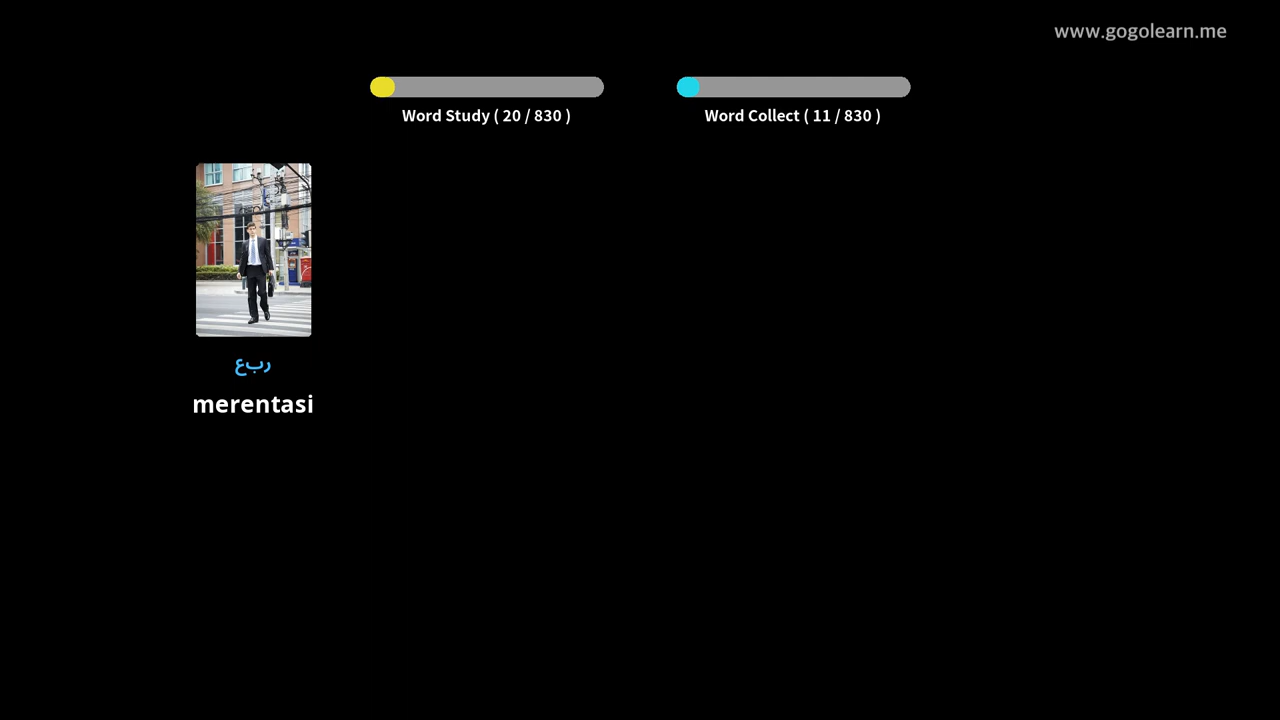 www.gogolearn.me
Word Study ( 20 / 830 )
Word Collect ( 11 / 830 )
ربع
merentasi